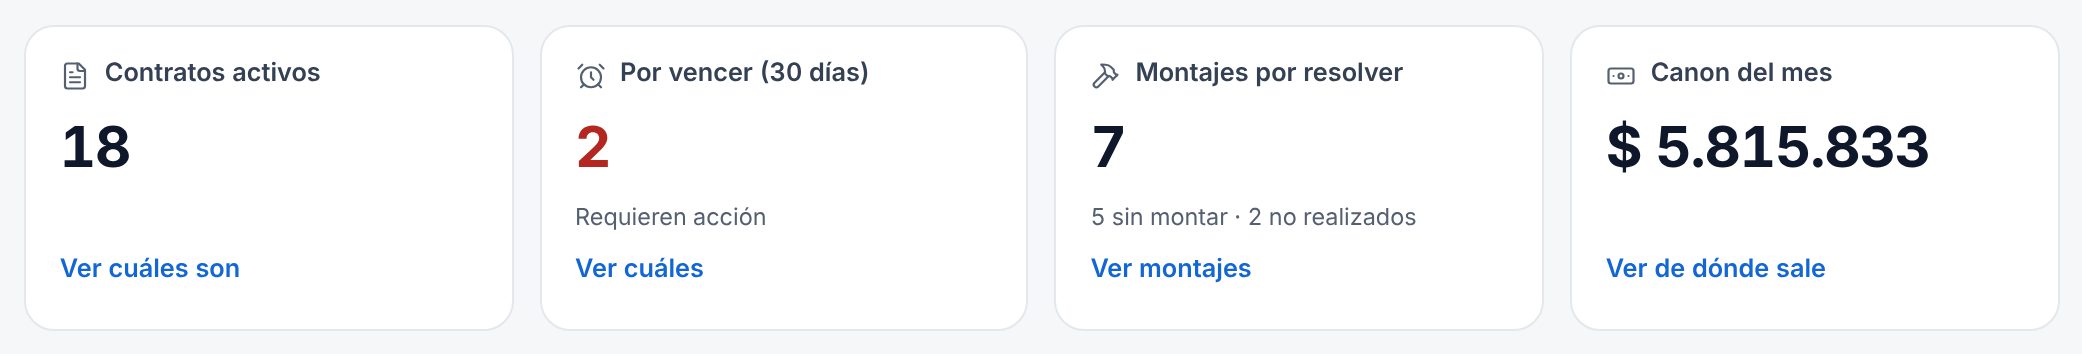 Contratos activos
18
Ver cuáles son
Por vencer (30 días)
2
Requieren acción
Ver cuáles
Montajes por resolver
7
5 sin montar · 2 no realizados
Ver montajes
Canon del mes
$ 5.815.833
Ver de dónde sale